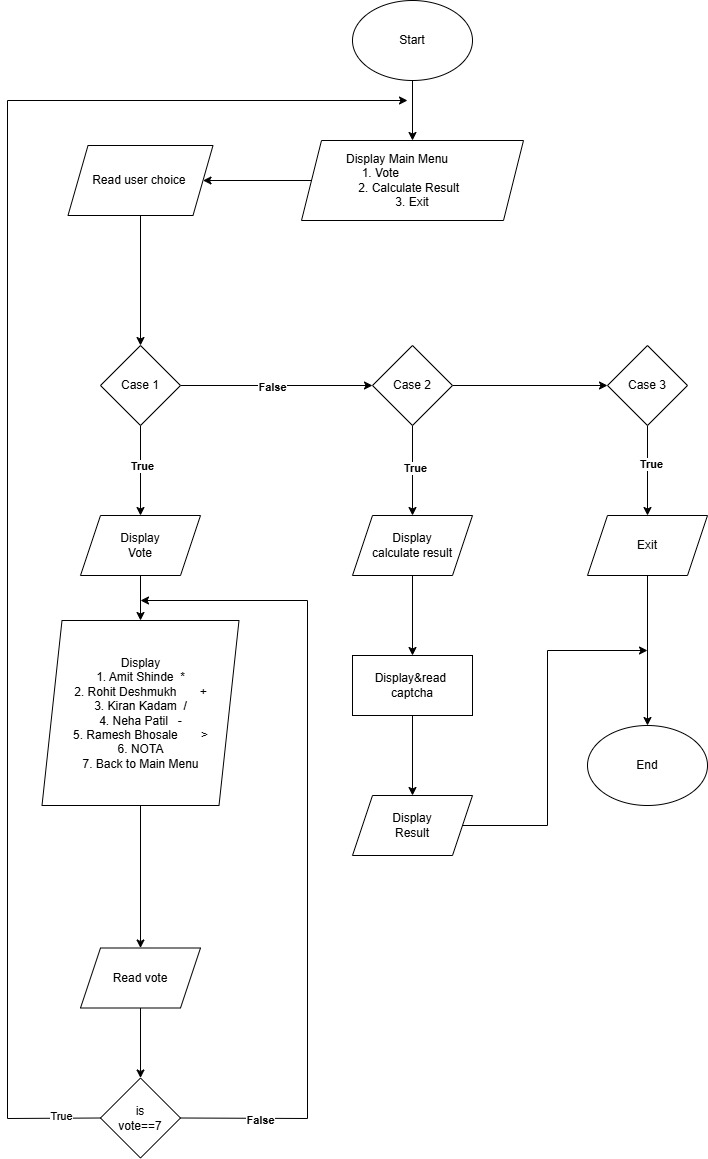 Start
Display Main Menu
1. Vote
2. Calculate Result
3. Exit
Read user choice
Case 1
False
Case 2
Case 3
True
True
True
Display
Vote
Display
calculate result
Exit
Display
1. Amit Shinde *
2. Rohit Deshmukh +
3. Kiran Kadam /
4. Neha Patil -
5. Ramesh Bhosale >
6. NOTA
7. Back to Main Menu
Display&read
captcha
End
Display
Result
Read vote
True
is
vote==7
False